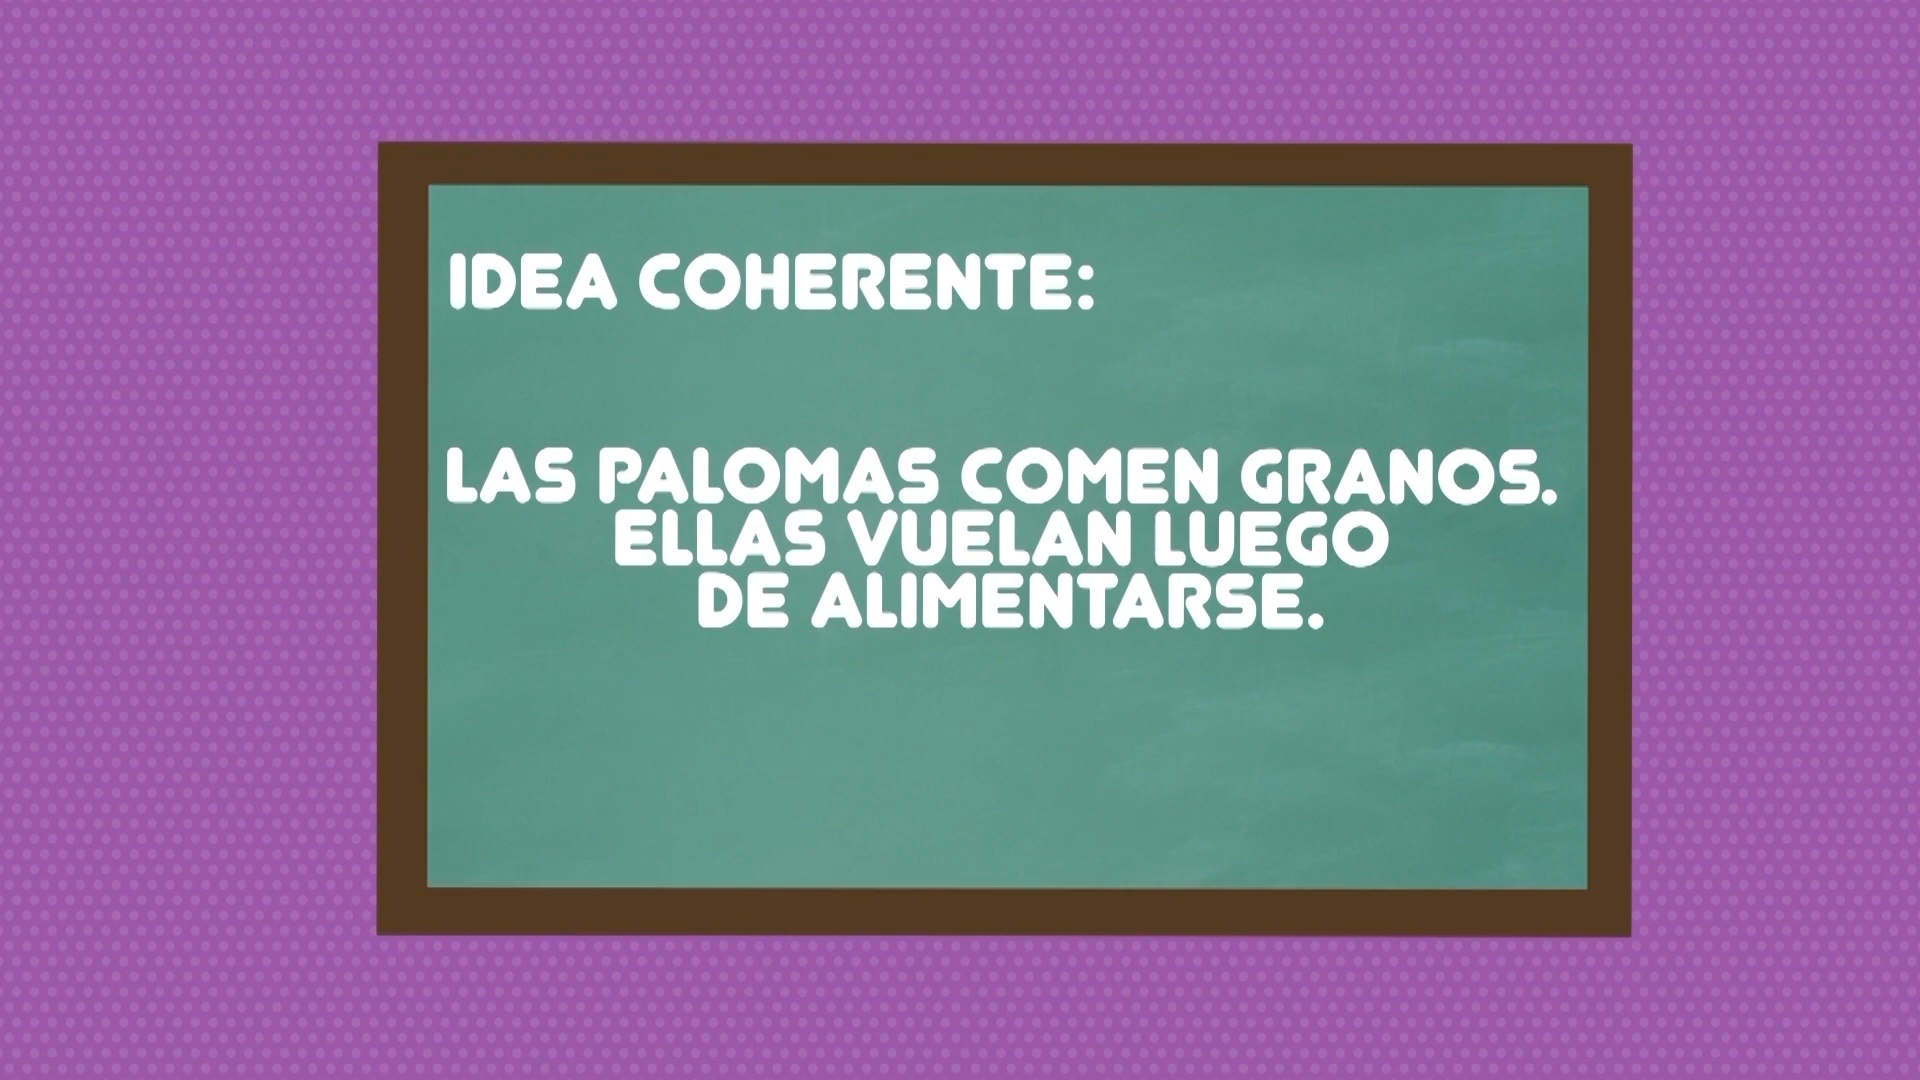 IDEA COHERENTE:
LAS PALOMAS COMEN GRANOS.
ELLAS VUELAN LUEGO
DE ALIMENTARSE.